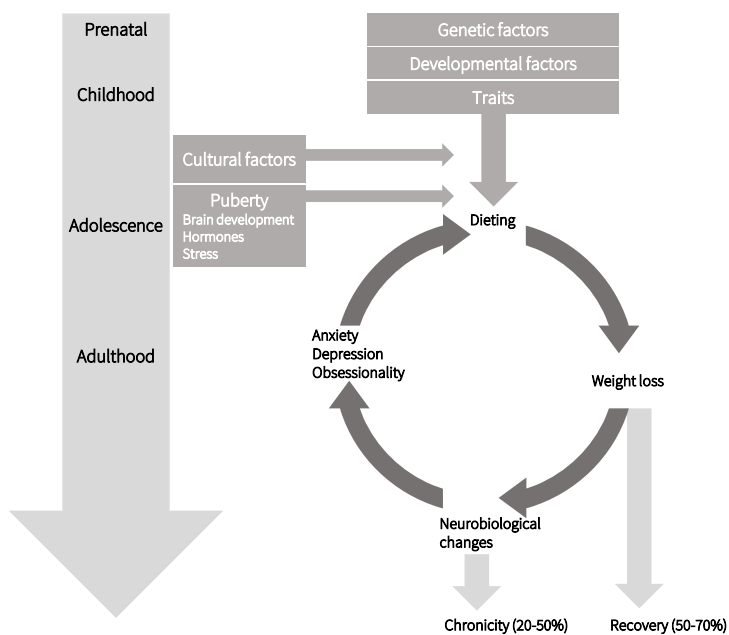 Prenatal
Childhood
Adolescence
Adulthood
Genetic factors
Developmental factors
Traits
Cultural factors
Puberty
Brain development
Hormones
Stress
Dieting
Weight loss
Neurobiological
changes
Anxiety
Depression
Obsessionality
Chronicity (20-50%)
Recovery (50-70%)